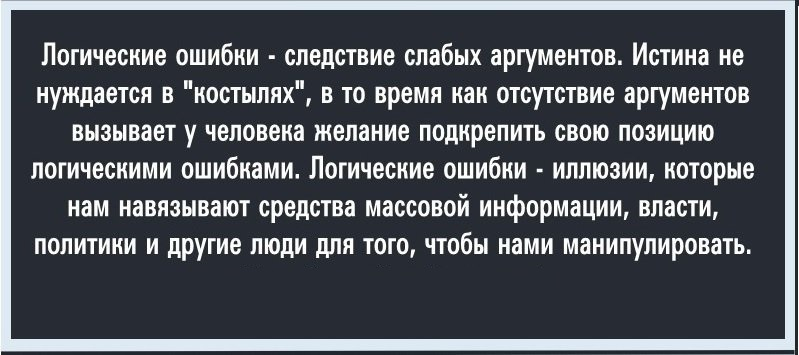 Логические ошибки - следствие слабых аргументов. Истина не
нуждается в "костылях", в то время как отсутствие аргументов
вызывает у человека желание подкрепить свою позицию
логическими ошибками. Логические ошибки - иллюзии, которые
нам навязывают средства массовой информации, власти,
политики и другие люди для того, чтобы нами манипулировать.